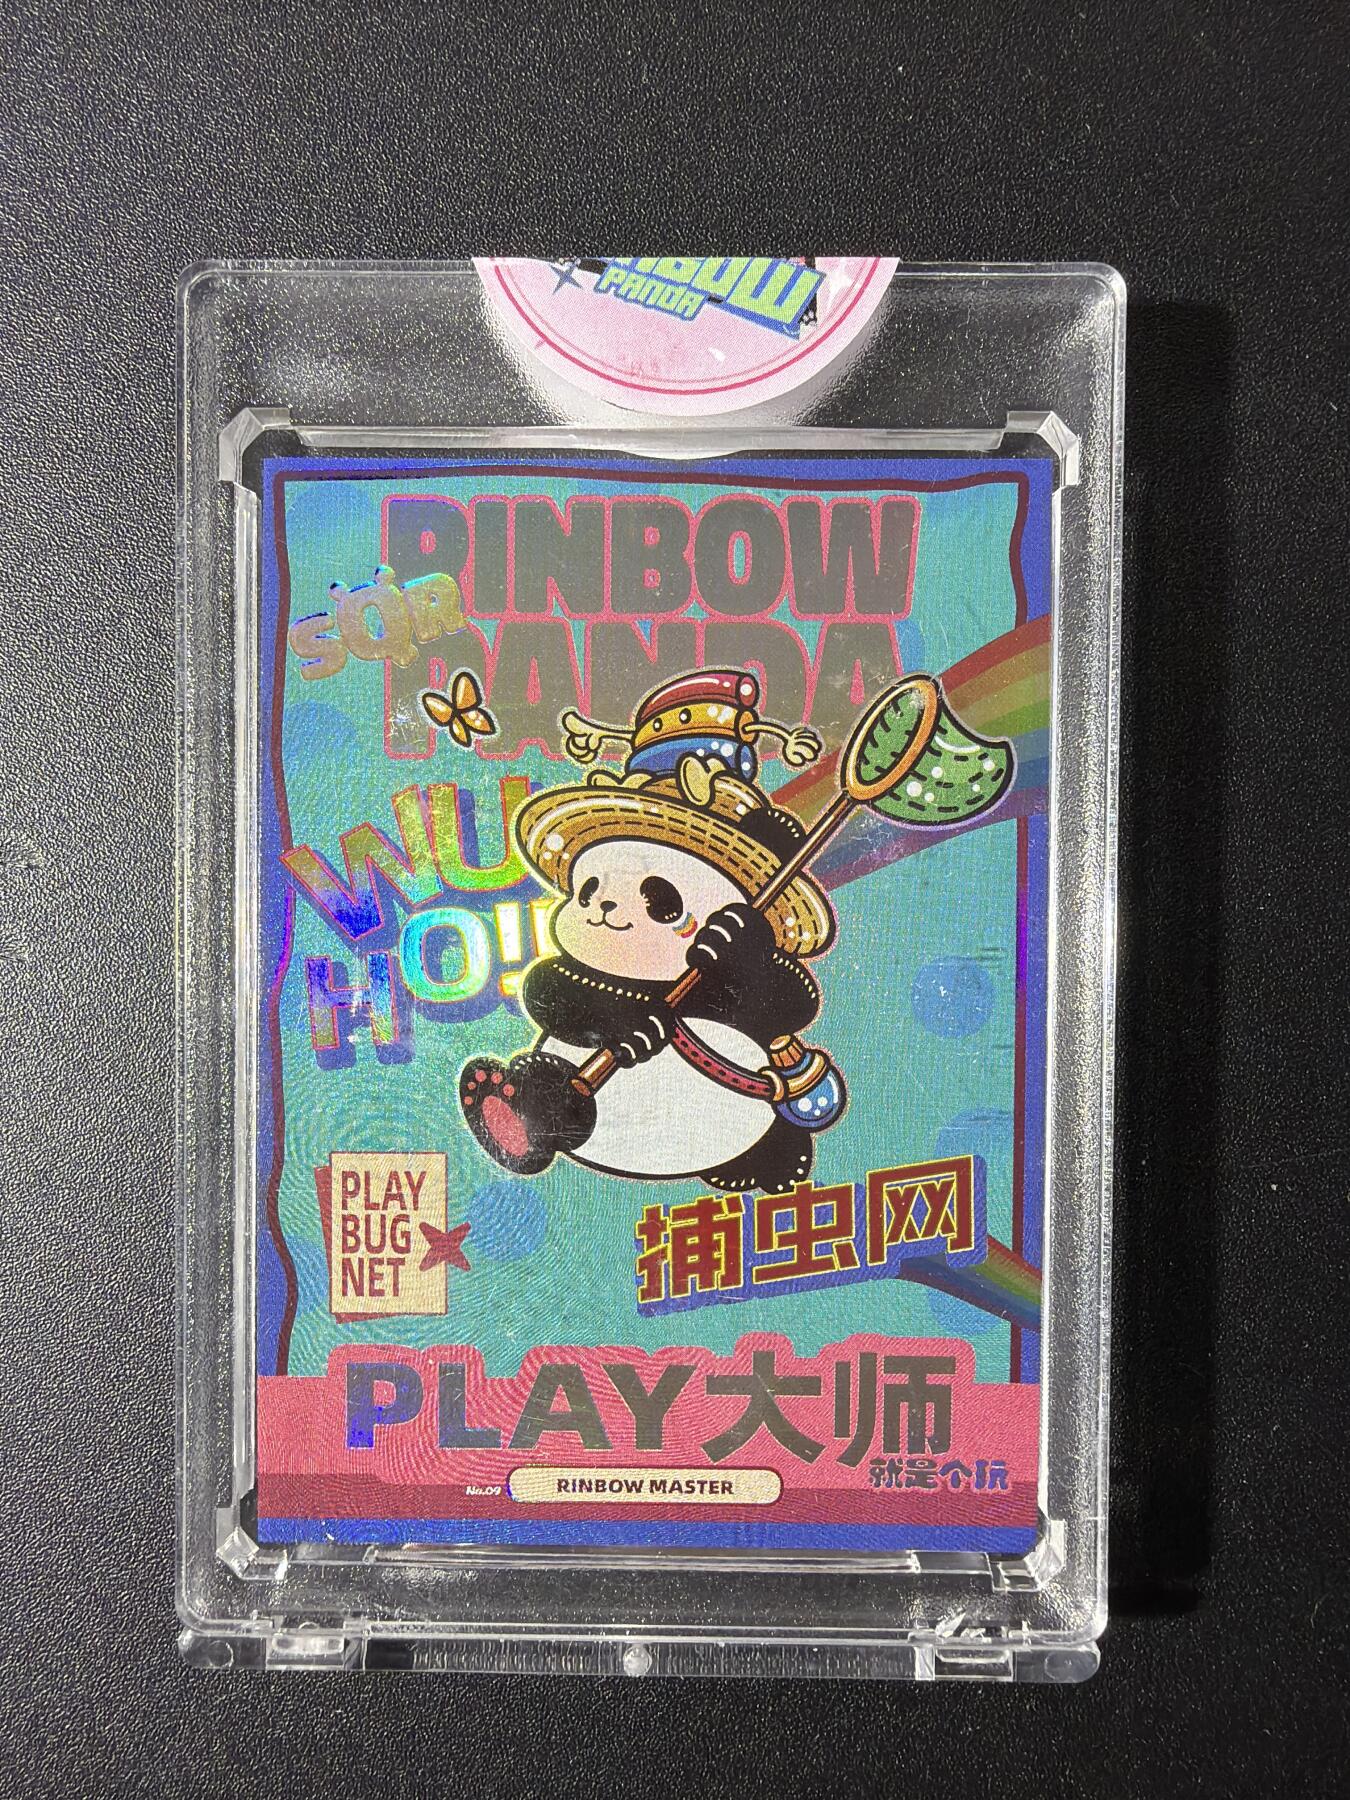 PANDA
RINBOW
PANDA
SQR
WU
HO!!
PLAY
BUG
NET
捕虫网
PLAY大师
就是个玩
No.09
RINBOW MASTER